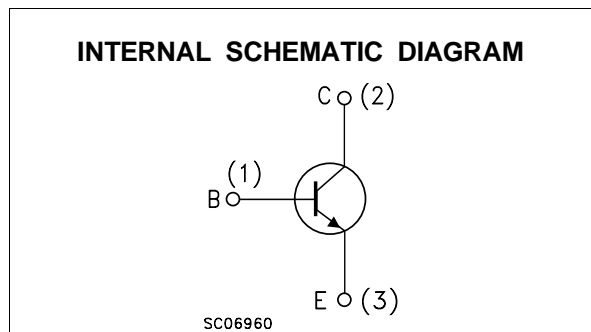 INTERNAL SCHEMATIC DIAGRAM
C (2)
(1)
B
E (3)
SC06960